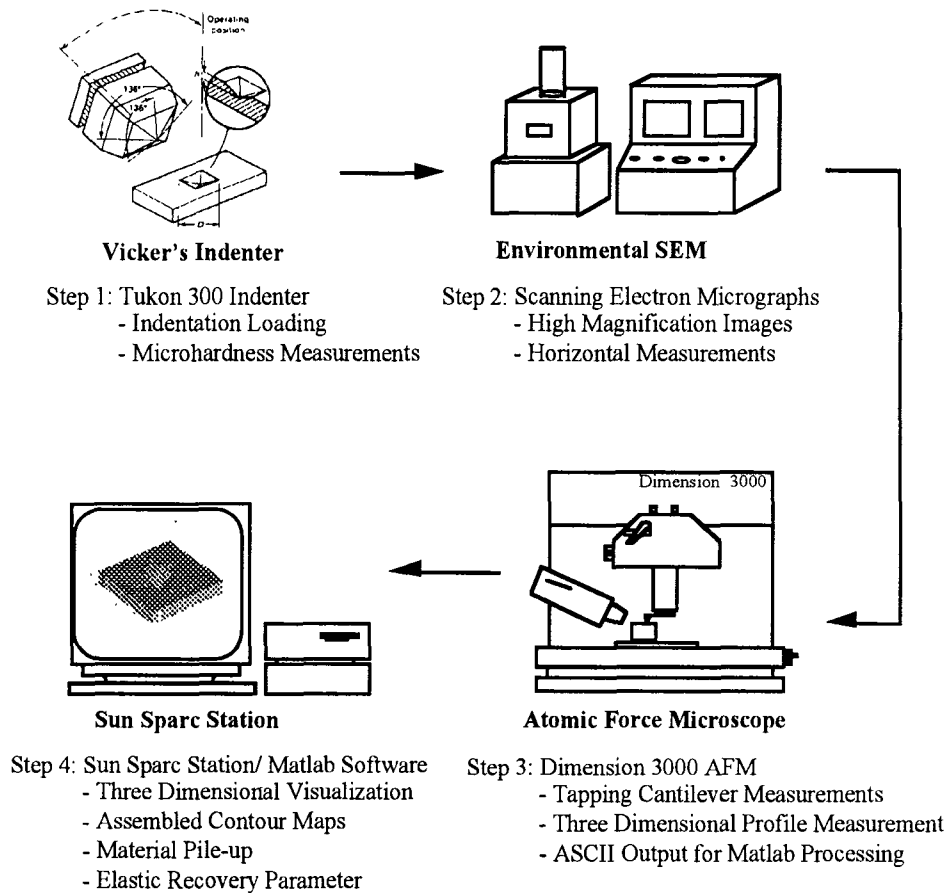 Operating
position
136°
136°
D
Vicker's Indenter
Step 1: Tukon 300 Indenter
- Indentation Loading
- Microhardness Measurements
Environmental SEM
Step 2: Scanning Electron Micrographs
- High Magnification Images
- Horizontal Measurements
Dimension 3000
Atomic Force Microscope
Step 3: Dimension 3000 AFM
- Tapping Cantilever Measurements
- Three Dimensional Profile Measurement
- ASCII Output for Matlab Processing
Sun Sparc Station
Step 4: Sun Sparc Station/ Matlab Software
- Three Dimensional Visualization
- Assembled Contour Maps
- Material Pile-up
- Elastic Recovery Parameter